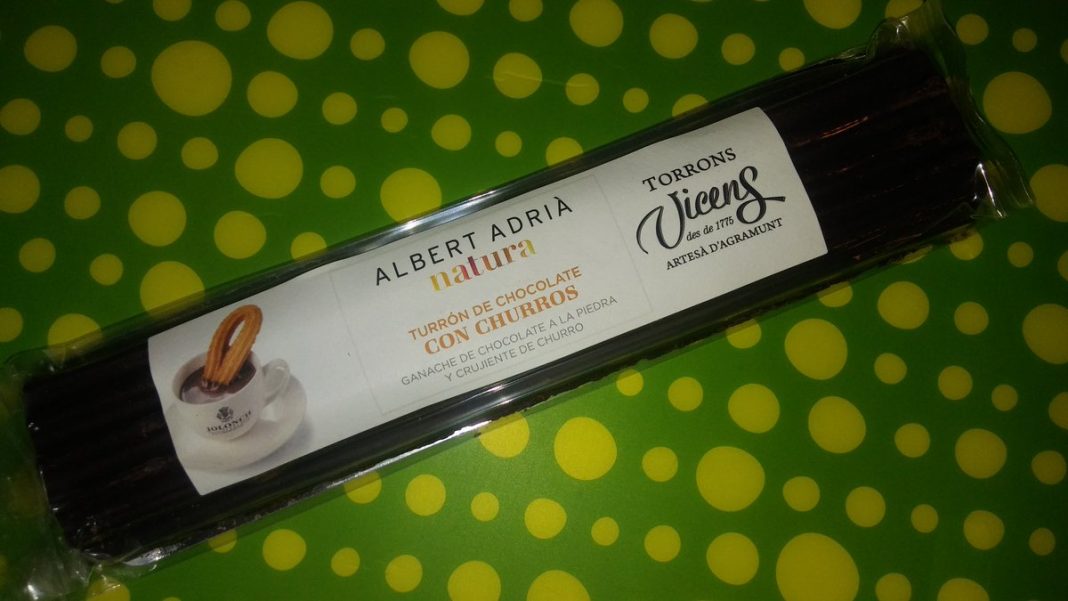 ALBERT ADRIÀ
natura
TURRÓN DE CHOCOLATE
CON CHURROS
GANACHE DE CHOCOLATE A LA PIEDRA
Y CRUJIENTE DE CHURRO
TORRONS
Vicens
des de 1775
ARTESÀ D'AGRAMUNT
JOLONCH